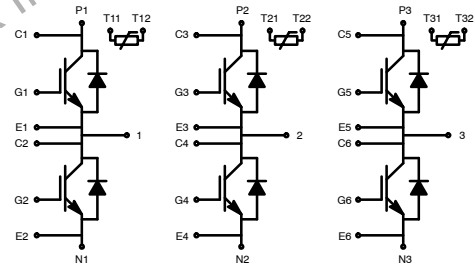 P1 T11 T12 P2 T21 T22 P3 T31 T32
C1 C3 C5
G1 G3 G5
E1 1 E3 2 E5 3
C2 C4 C6
G2 G4 G6
E2 E4 E6
N1 N2 N3